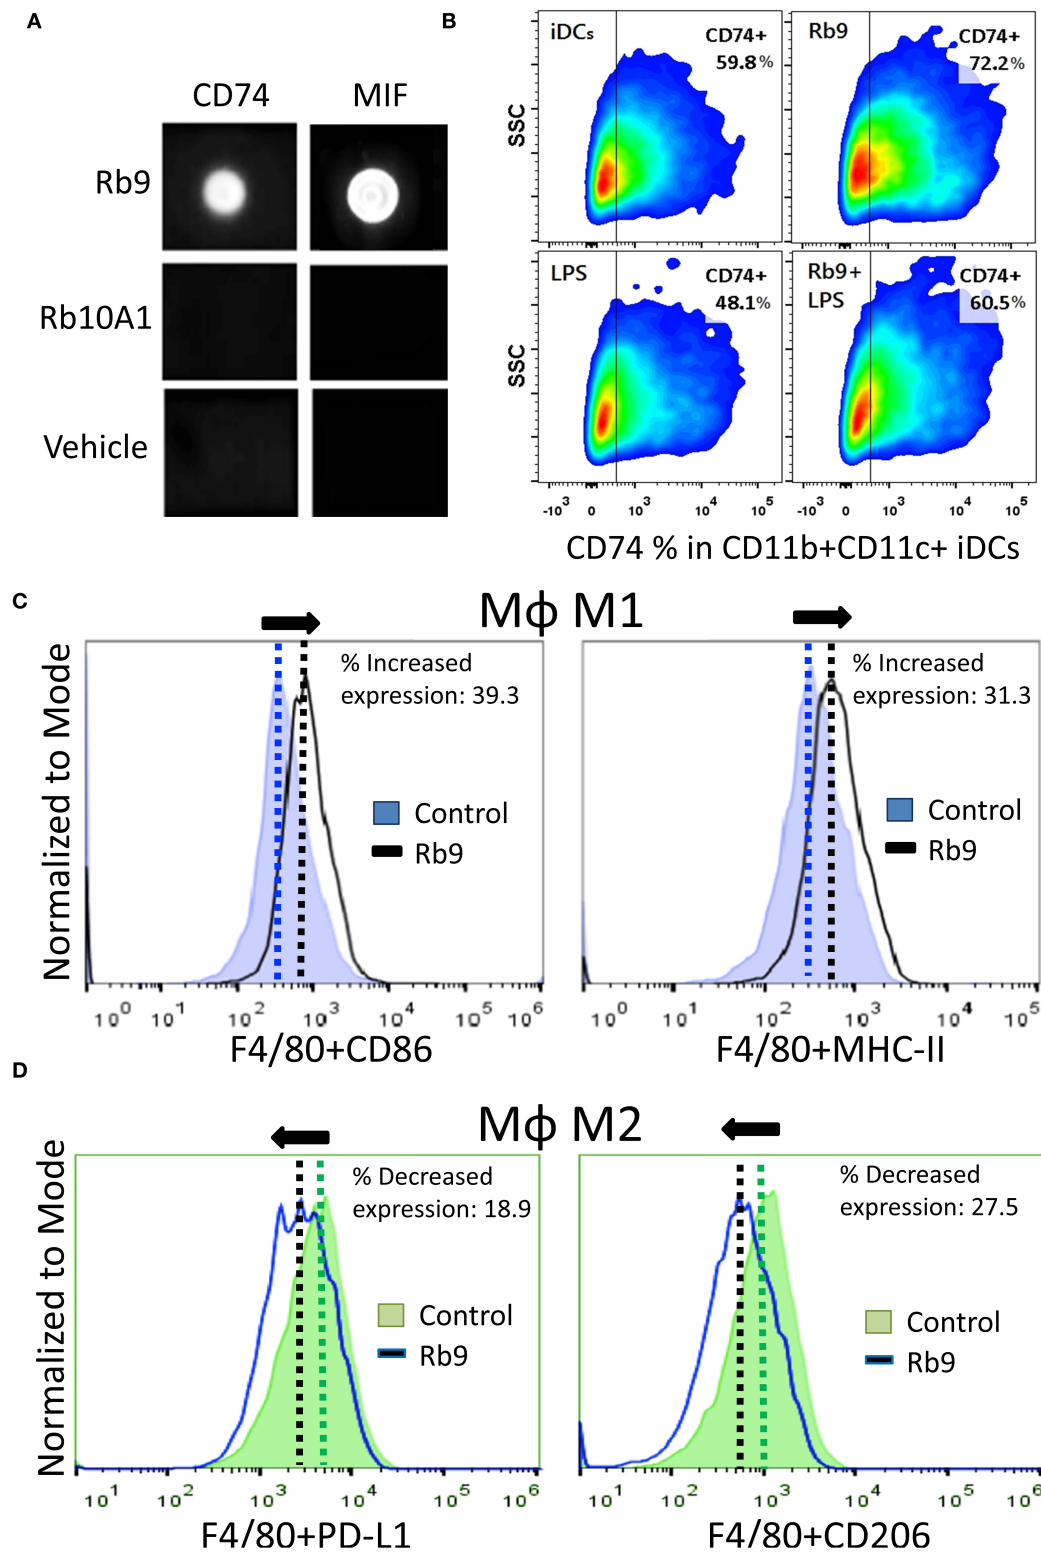 A
CD74 MIF
Rb9
Rb10A1
Vehicle
B
iDCs
CD74+
59.8%
Rb9
CD74+
72.2%
SSC
LPS
CD74+
48.1%
Rb9+
LPS
CD74+
60.5%
SSC
-10³ 0 10³ 10⁴ 10⁵
-10³ 0 10³ 10⁴ 10⁵
CD74 % in CD11b+CD11c+ iDCs
C
Mϕ M1
Normalized to Mode
% Increased
expression: 39.3
Control
Rb9
10⁰ 10¹ 10² 10³ 10⁴ 10⁵ 10⁶
F4/80+CD86
% Increased
expression: 31.3
Control
Rb9
10⁰ 10¹ 10² 10³ 10⁴ 10⁵
F4/80+MHC-II
D
Mϕ M2
Normalized to Mode
% Decreased
expression: 18.9
Control
Rb9
10¹ 10² 10³ 10⁴ 10⁵ 10⁶
F4/80+PD-L1
% Decreased
expression: 27.5
Control
Rb9
10¹ 10² 10³ 10⁴ 10⁵ 10⁶
F4/80+CD206